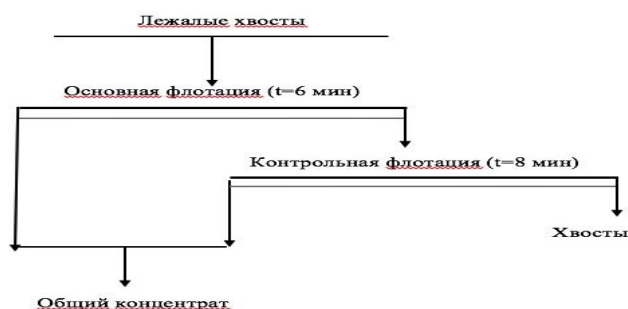 Лежалые хвосты
Основная флотация (t=6 мин)
Контрольная флотация (t=8 мин)
Хвосты
Общий концентрат